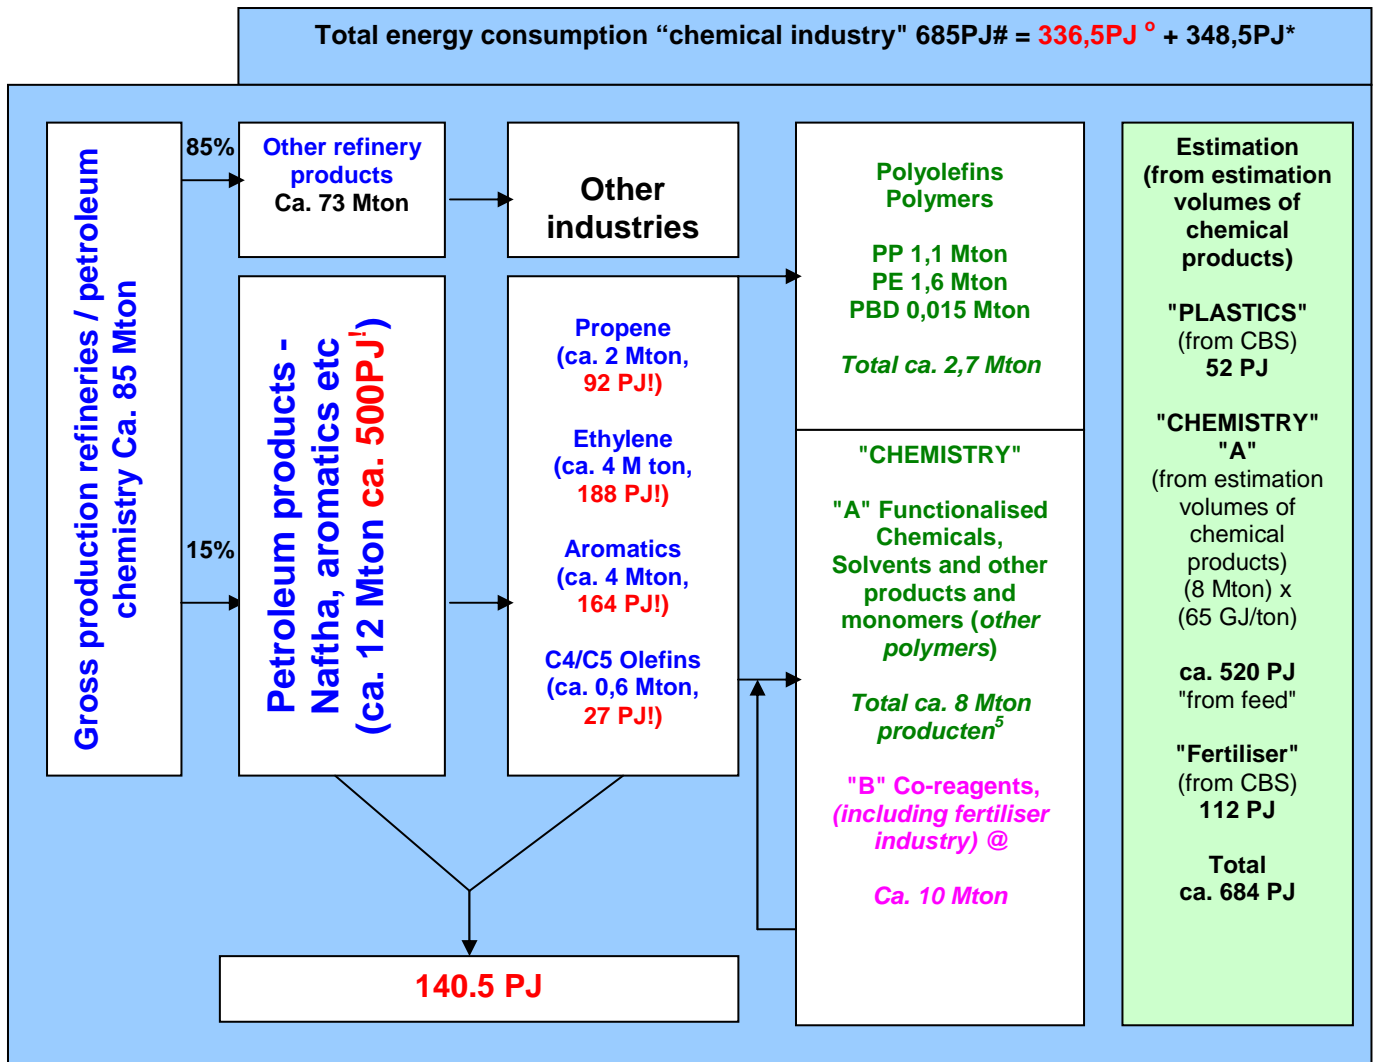 Total energy consumption “chemical industry" 685PJ# = 336,5PJ º + 348,5PJ*
Gross production refineries / petroleum
chemistry Ca. 85 Mton
85%
15%
Other refinery
products
Ca. 73 Mton
Other
industries
Petroleum products -
Naftha, aromatics etc
(ca. 12 Mton ca. 500PJ!)
Propene
(ca. 2 Mton,
92 PJ!)
Ethylene
(ca. 4 M ton,
188 PJ!)
Aromatics
(ca. 4 Mton,
164 PJ!)
C4/C5 Olefins
(ca. 0,6 Mton,
27 PJ!)
140.5 PJ
Polyolefins
Polymers
PP 1,1 Mton
PE 1,6 Mton
PBD 0,015 Mton
Total ca. 2,7 Mton
"CHEMISTRY"
"A" Functionalised
Chemicals,
Solvents and other
products and
monomers (other
polymers)
Total ca. 8 Mton
producten5
"B" Co-reagents,
(including fertiliser
industry) @
Ca. 10 Mton
Estimation
(from estimation
volumes of
chemical
products)
"PLASTICS"
(from CBS)
52 PJ
"CHEMISTRY"
"A"
(from estimation
volumes of
chemical
products)
(8 Mton) x
(65 GJ/ton)
ca. 520 PJ
"from feed"
"Fertiliser"
(from CBS)
112 PJ
Total
ca. 684 PJ